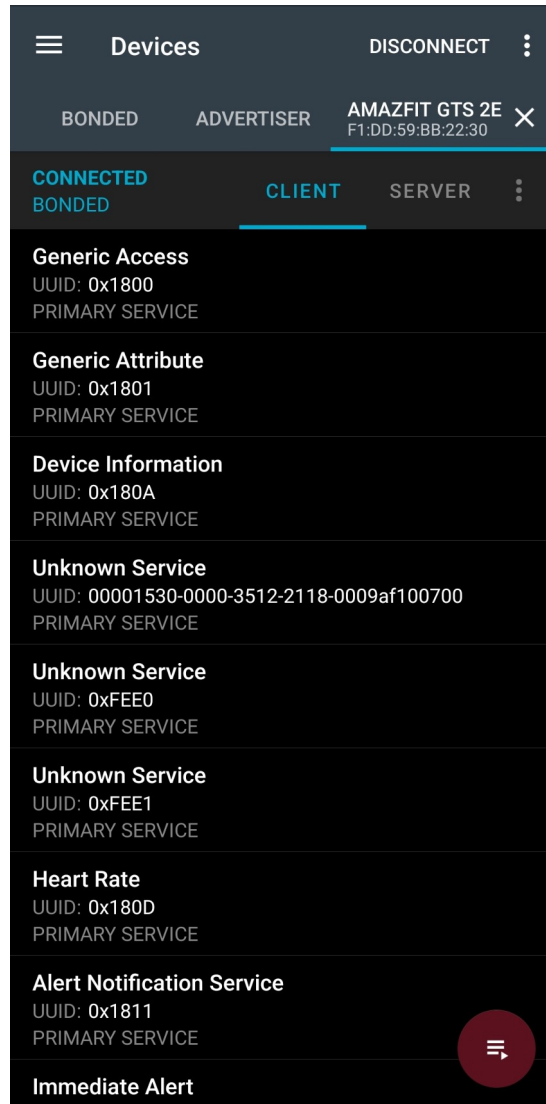 Devices
DISCONNECT
BONDED
ADVERTISER
AMAZFIT GTS 2E
F1:DD:59:BB:22:30
CONNECTED
BONDED
CLIENT
SERVER
Generic Access
UUID: 0x1800
PRIMARY SERVICE
Generic Attribute
UUID: 0x1801
PRIMARY SERVICE
Device Information
UUID: 0x180A
PRIMARY SERVICE
Unknown Service
UUID: 00001530-0000-3512-2118-0009af100700
PRIMARY SERVICE
Unknown Service
UUID: 0xFEE0
PRIMARY SERVICE
Unknown Service
UUID: 0xFEE1
PRIMARY SERVICE
Heart Rate
UUID: 0x180D
PRIMARY SERVICE
Alert Notification Service
UUID: 0x1811
PRIMARY SERVICE
Immediate Alert